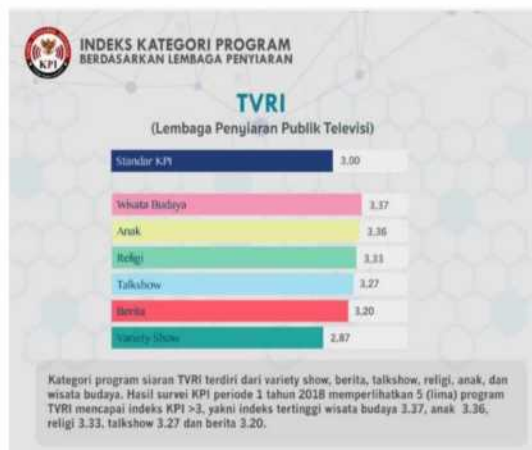 KPI
INDEKS KATEGORI PROGRAM
BERDASARKAN LEMBAGA PENYIARAN
TVRI
(Lembaga Penyiaran Publik Televisi)
Standar KPI 3.00
Wisata Budaya 3.37
Anak 3.36
Religi 3.33
Talkshow 3.27
Berita 3.20
Variety Show 2.87
Kategori program siaran TVRI terdiri dari variety show, berita, talkshow, religi, anak, dan
wisata budaya. Hasil survei KPI periode 1 tahun 2018 memperlihatkan 5 (lima) program
TVRI mencapai indeks KPI >3, yakni indeks tertinggi wisata budaya 3.37, anak 3.36,
religi 3.33, talkshow 3.27 dan berita 3.20.